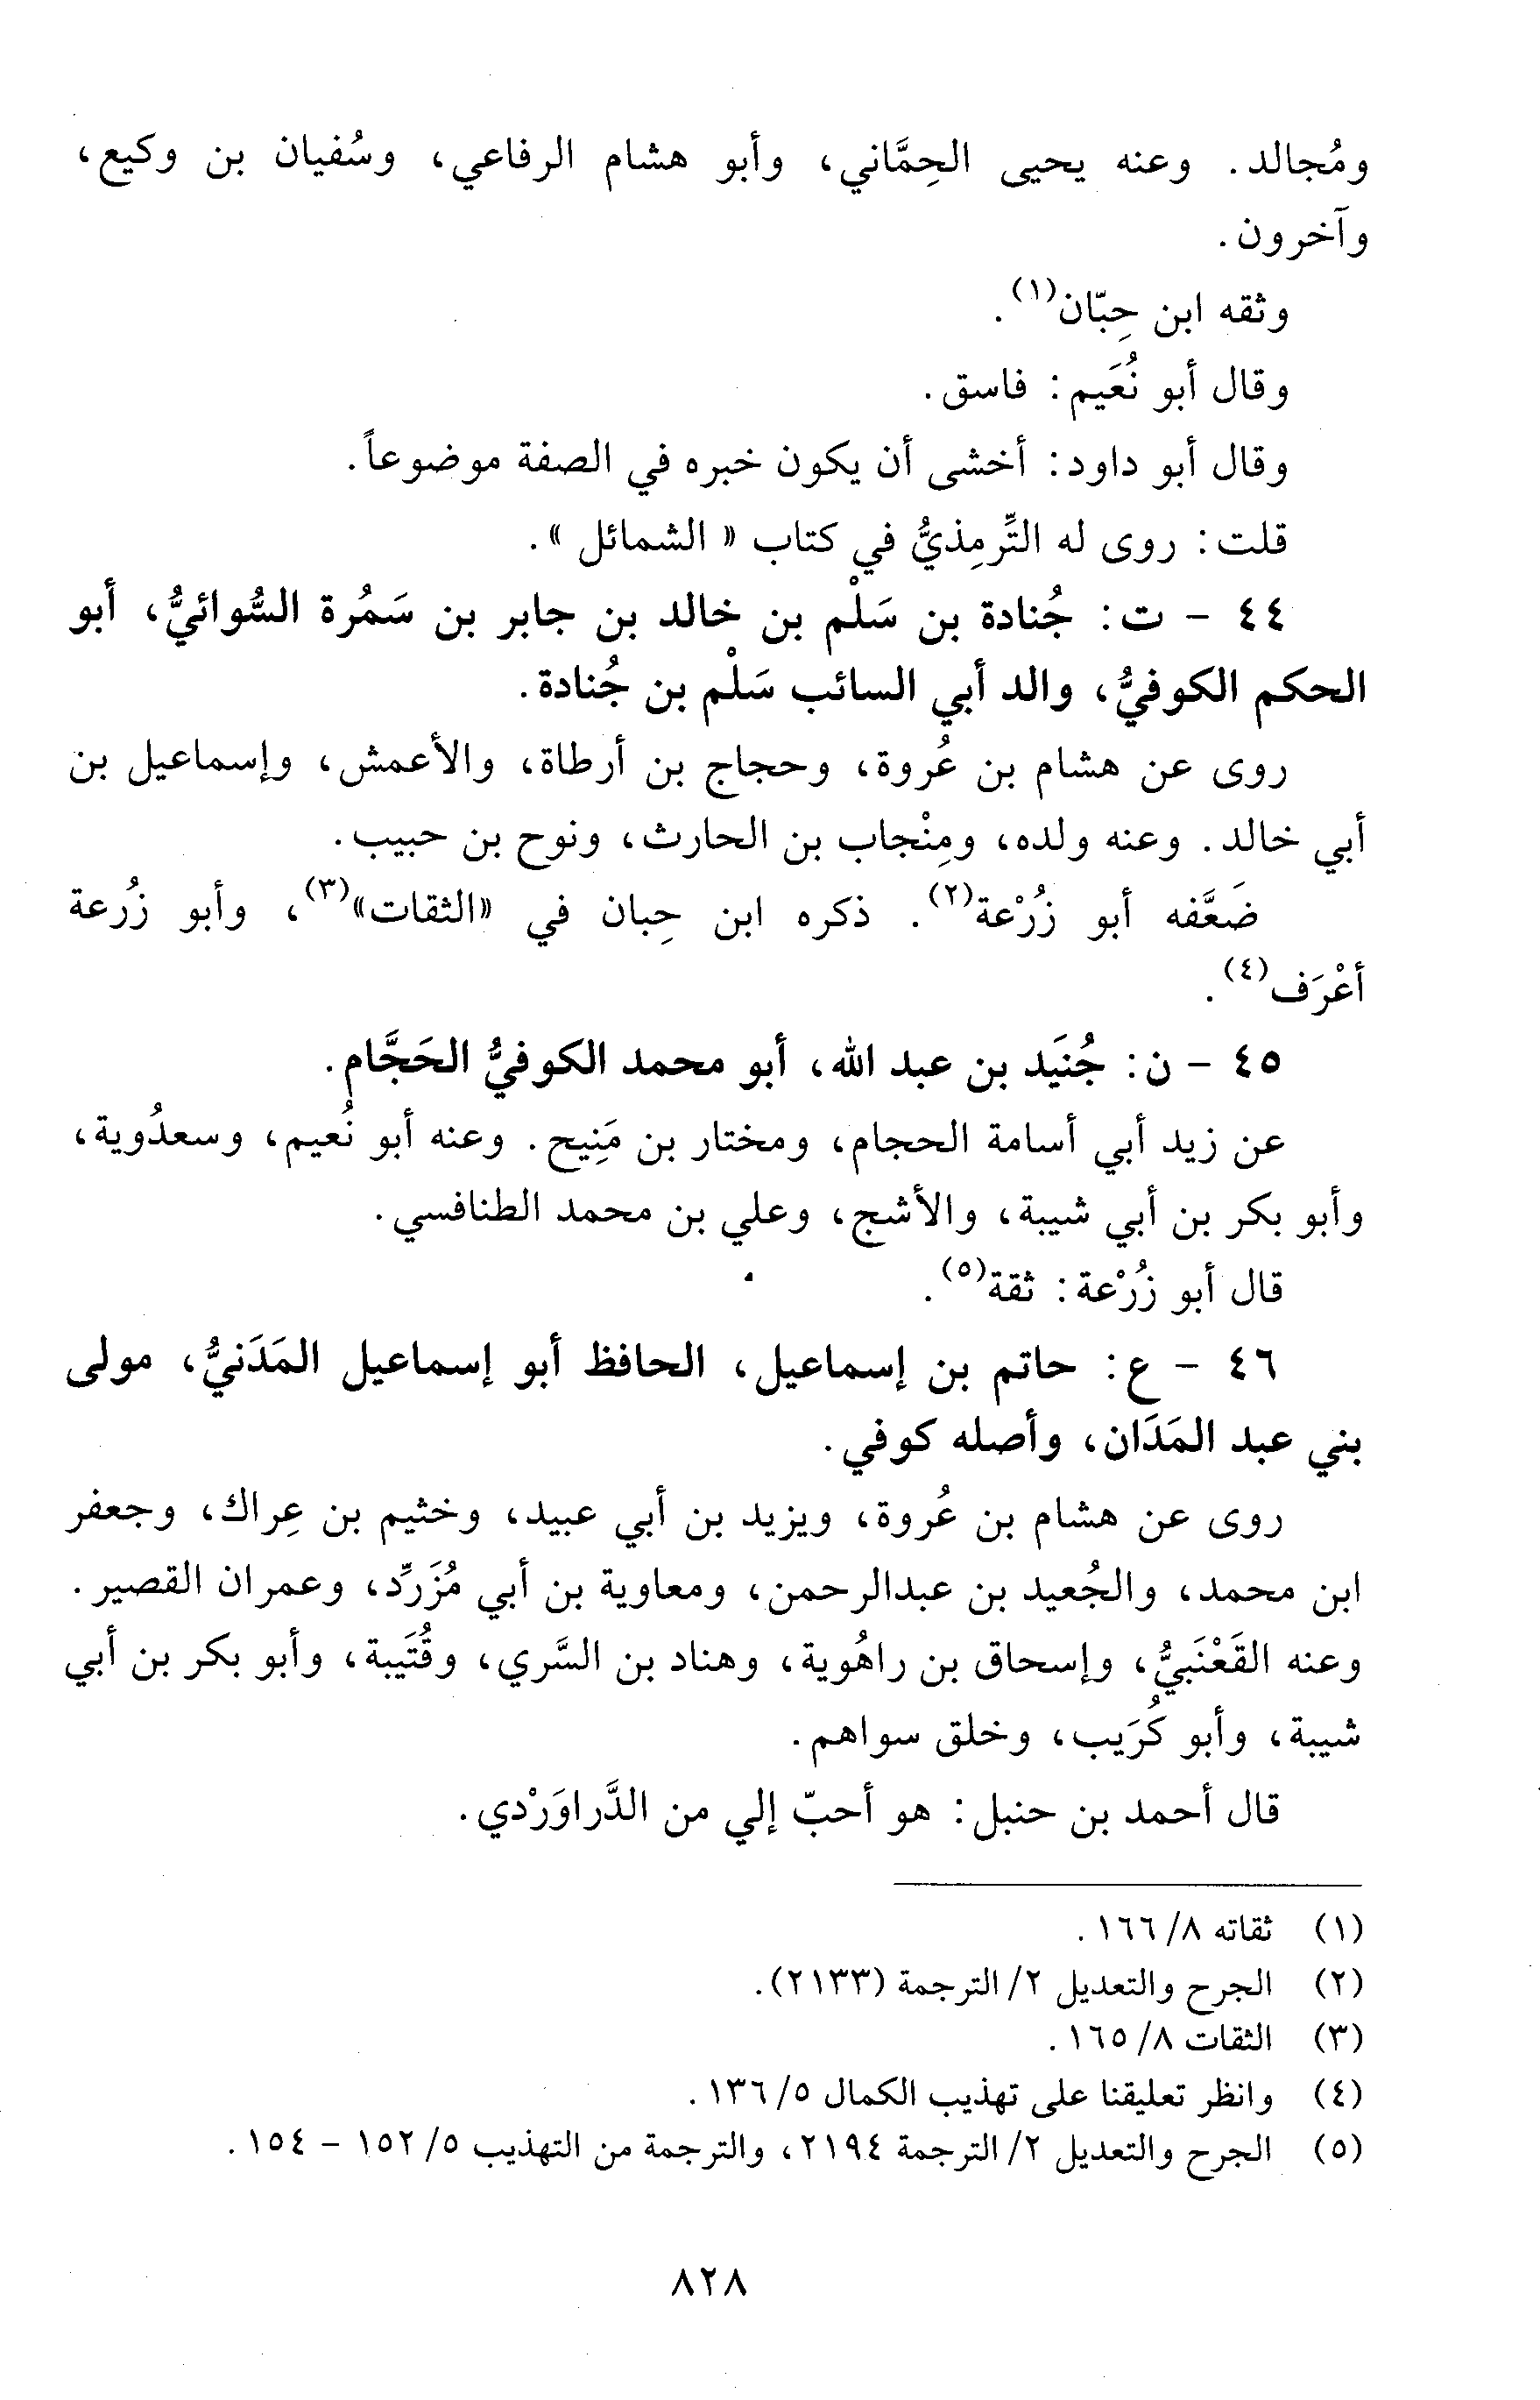 ومُجالد. وعنه يحيى الحِمَّاني، وأبو هشام الرفاعي، وسُفيان بن وكيع،
وآخرون.
وثقه ابن حِبّان(١).
وقال أبو نُعَيم: فاسق.
وقال أبو داود: أخشى أن يكون خبره في الصفة موضوعاً.
قلت: روى له التِّرمِذيُّ في كتاب « الشمائل ».
٤٤ - ت: جُنادة بن سَلْم بن خالد بن جابر بن سَمُرة السُّوائيُّ، أبو
الحكم الكوفيُّ، والد أبي السائب سَلْم بن جُنادة.
روى عن هشام بن عُروة، وحجاج بن أرطاة، والأعمش، وإسماعيل بن
أبي خالد. وعنه ولده، ومِنْجاب بن الحارث، ونوح بن حبيب.
ضَعَّفه أبو زُرْعة(٢). ذكره ابن حِبان في «الثقات»(٣)، وأبو زُرعة
أعْرَف(٤).
٤٥ - ن: جُنَيد بن عبد الله، أبو محمد الكوفيُّ الحَجَّام.
عن زيد أبي أسامة الحجام، ومختار بن مَنِيح. وعنه أبو نُعيم، وسعدُوية،
وأبو بكر بن أبي شيبة، والأشج، وعلي بن محمد الطنافسي.
قال أبو زُرْعة: ثقة(٥).
٤٦ - ع: حاتم بن إسماعيل، الحافظ أبو إسماعيل المَدَنيُّ، مولى
بني عبد المَدَان، وأصله كوفي.
روى عن هشام بن عُروة، ويزيد بن أبي عبيد، وخثيم بن عِراك، وجعفر
ابن محمد، والجُعيد بن عبدالرحمن، ومعاوية بن أبي مُزَرِّد، وعمران القصير.
وعنه القَعْنَبيُّ، وإسحاق بن راهُوية، وهناد بن السَّري، وقُتَيبة، وأبو بكر بن أبي
شيبة، وأبو كُرَيب، وخلق سواهم.
قال أحمد بن حنبل: هو أحبّ إلي من الدَّراوَرْدي.
(١) ثقاته ٨/ ١٦٦.
(٢) الجرح والتعديل ٢/ الترجمة (٢١٣٣).
(٣) الثقات ٨/ ١٦٥.
(٤) وانظر تعليقنا على تهذيب الكمال ٥/ ١٣٦.
(٥) الجرح والتعديل ٢/ الترجمة ٢١٩٤، والترجمة من التهذيب ٥/ ١٥٢ - ١٥٤.
٨٢٨